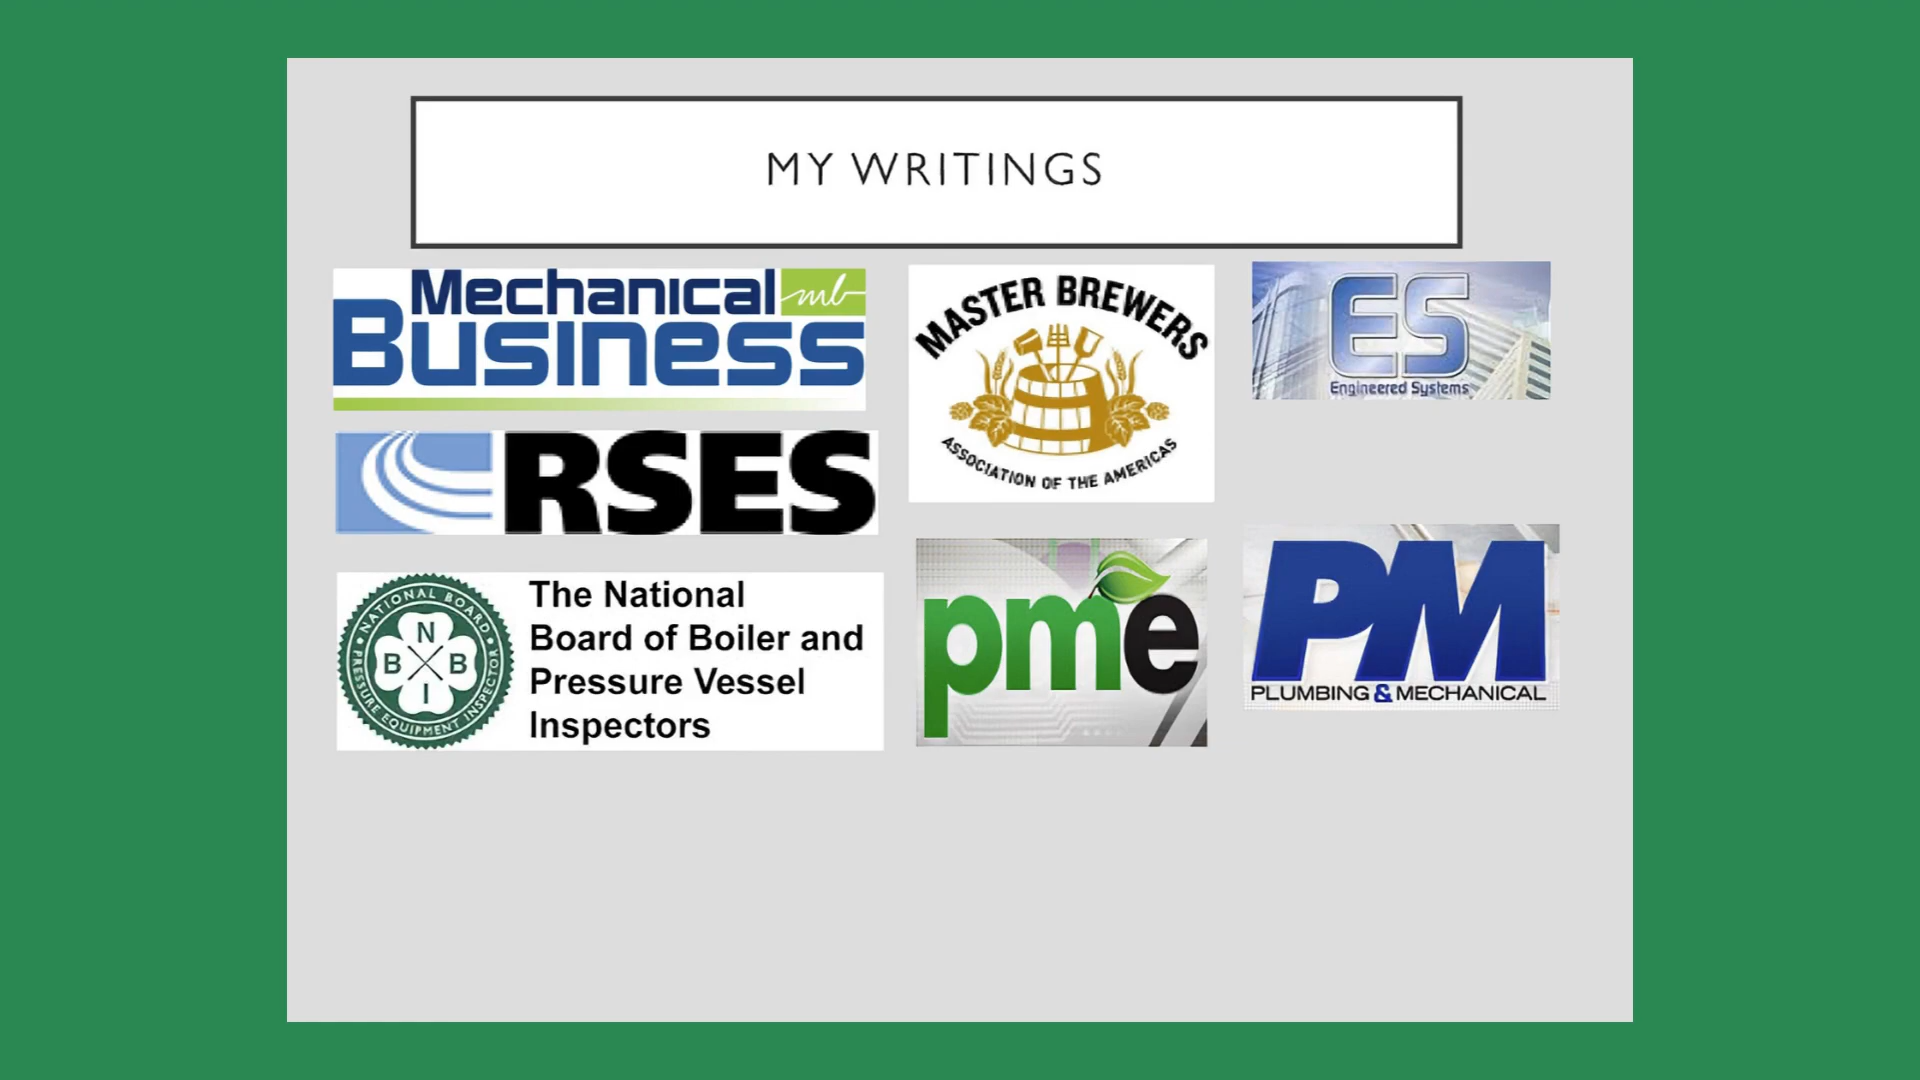 MY WRITINGS
Mechanical mb
Business
RSES
NATIONAL BOARD
PRESSURE EQUIPMENT INSPECTOR
N
B B
I
The National
Board of Boiler and
Pressure Vessel
Inspectors
MASTER BREWERS
ASSOCIATION OF THE AMERICAS
pme
ES
Engineered Systems
PM
PLUMBING & MECHANICAL